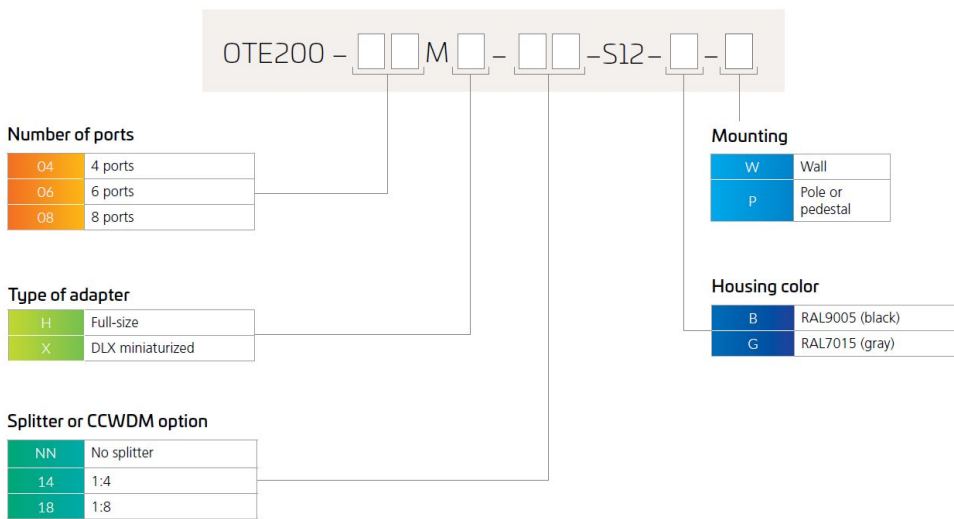 OTE200 – M – –S12– –
Number of ports
04 4 ports
06 6 ports
08 8 ports
Type of adapter
H Full-size
X DLX miniaturized
Splitter or CCWDM option
NN No splitter
14 1:4
18 1:8
Mounting
W Wall
P Pole or
pedestal
Housing color
B RAL9005 (black)
G RAL7015 (gray)